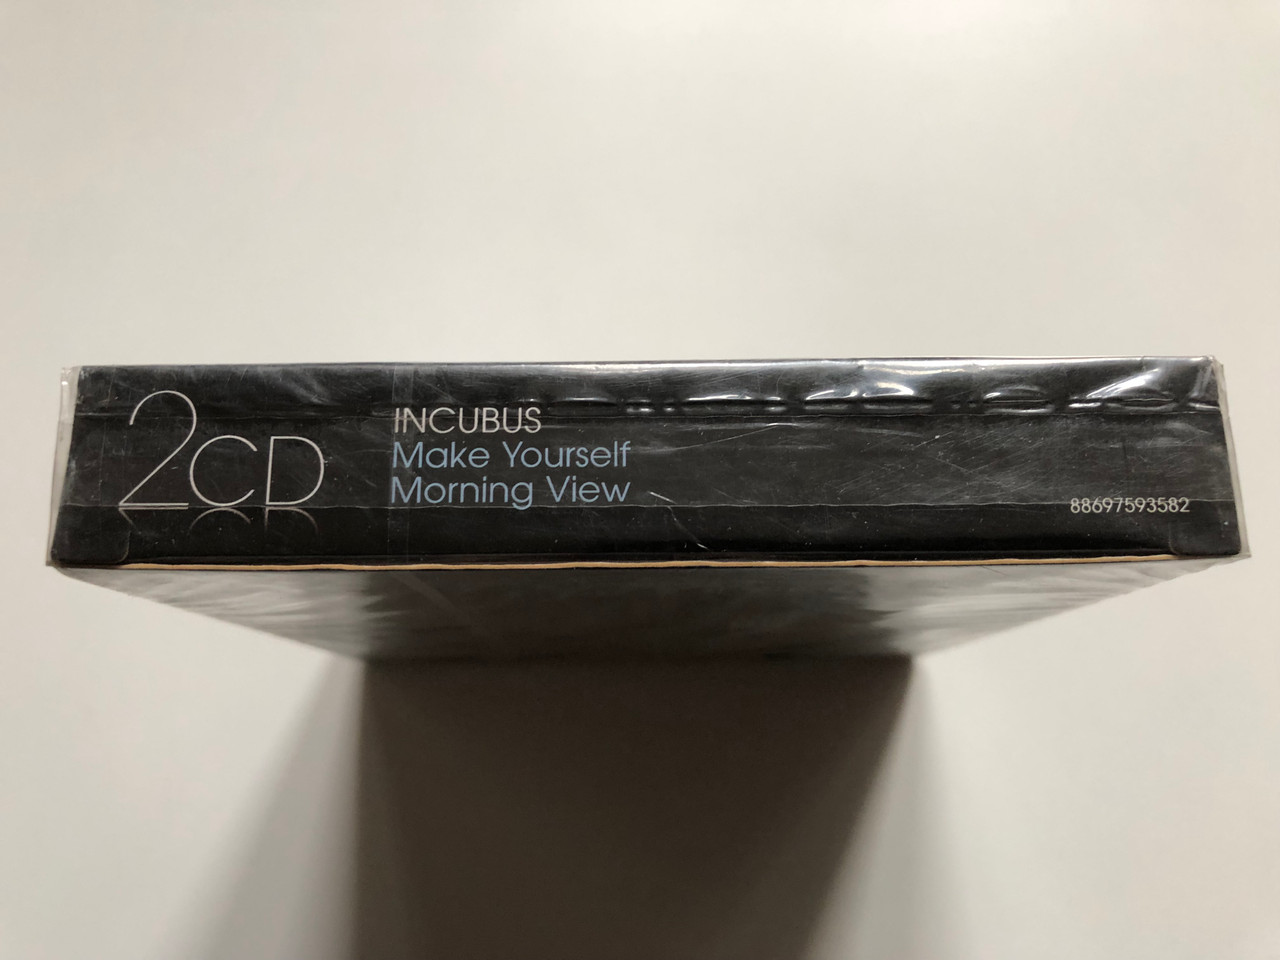 2CD
INCUBUS
Make Yourself
Morning View
88697593582